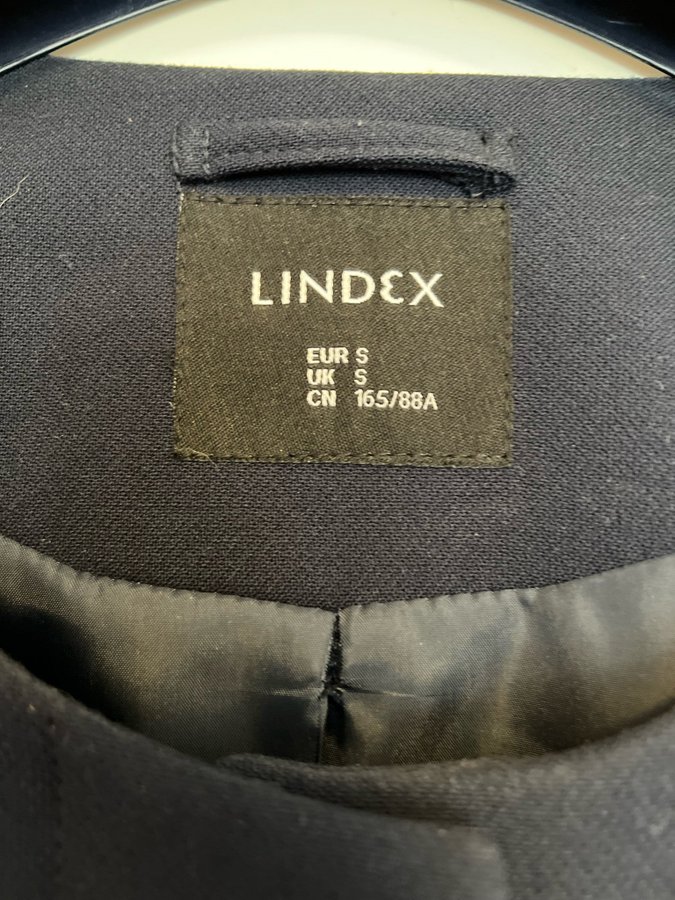 LINDEX
EUR S
UK S
CN 165/88A